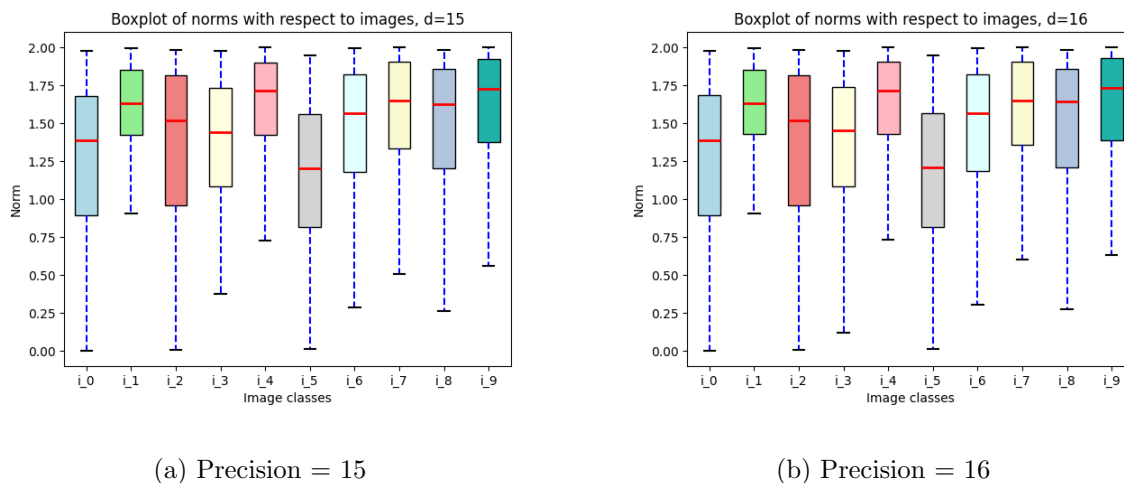 Boxplot of norms with respect to images, d=15
2.00
1.75
1.50
1.25
1.00
0.75
0.50
0.25
0.00
Norm
i_0 i_1 i_2 i_3 i_4 i_5 i_6 i_7 i_8 i_9
Image classes
(a) Precision = 15
Boxplot of norms with respect to images, d=16
2.00
1.75
1.50
1.25
1.00
0.75
0.50
0.25
0.00
Norm
i_0 i_1 i_2 i_3 i_4 i_5 i_6 i_7 i_8 i_9
Image classes
(b) Precision = 16